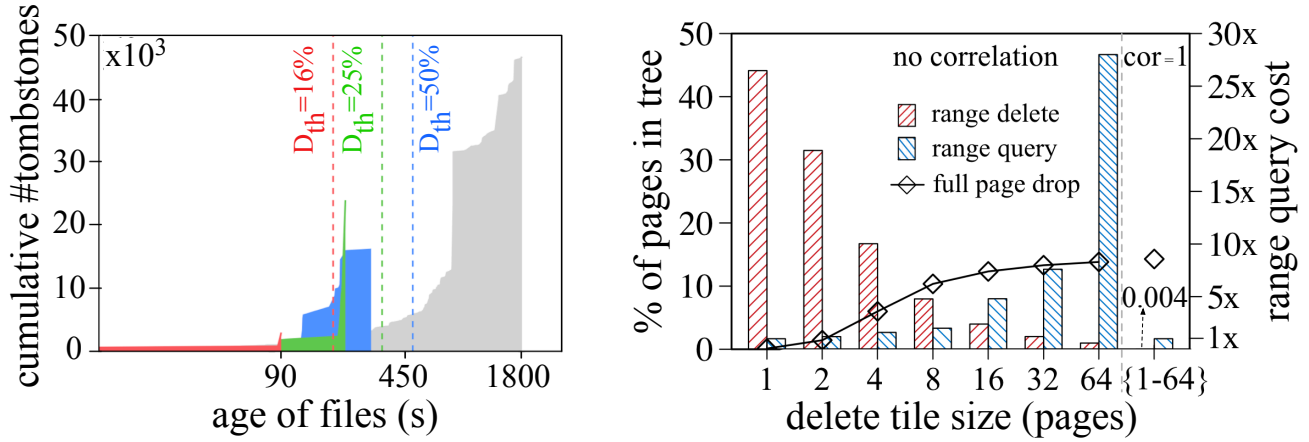 cumulative #tombstones
50
40
30
20
10
0
x10³
D_th=16%
D_th=25%
D_th=50%
90
450
1800
age of files (s)
% of pages in tree
50
40
30
20
10
0
no correlation
cor=1
range delete
range query
full page drop
0.004
30x
25x
20x
15x
10x
5x
1x
range query cost
1
2
4
8
16
32
64
{1-64}
delete tile size (pages)